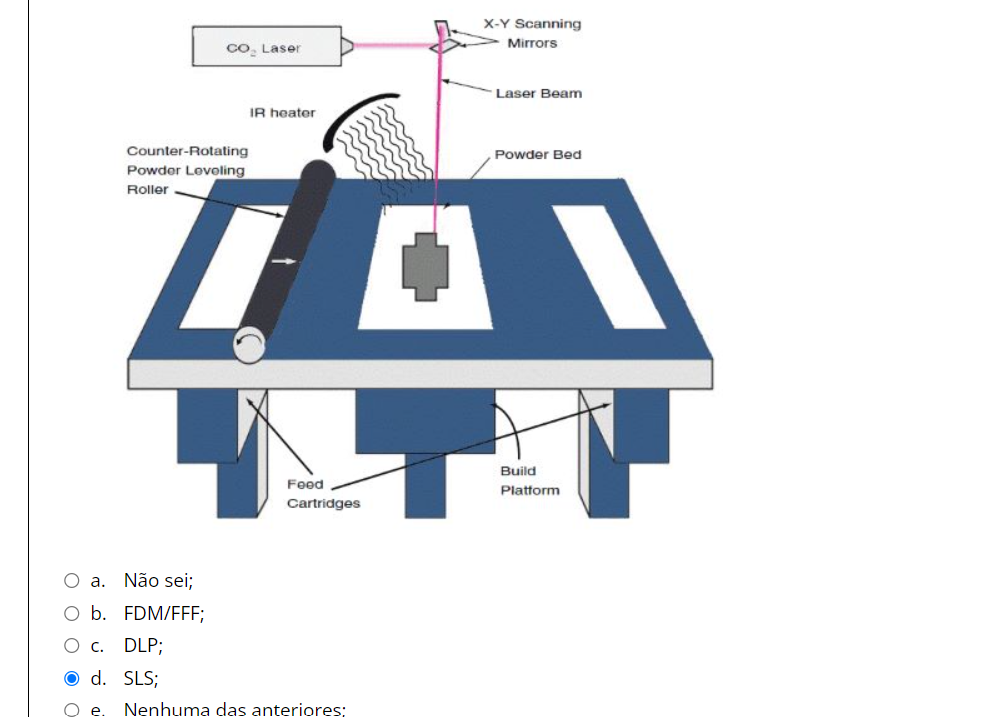 X-Y Scanning
Mirrors
CO₂ Laser
Laser Beam
IR heater
Counter-Rotating
Powder Leveling
Roller
Powder Bed
Feed
Cartridges
Build
Platform
a. Não sei;
b. FDM/FFF;
c. DLP;
d. SLS;
e. Nenhuma das anteriores;